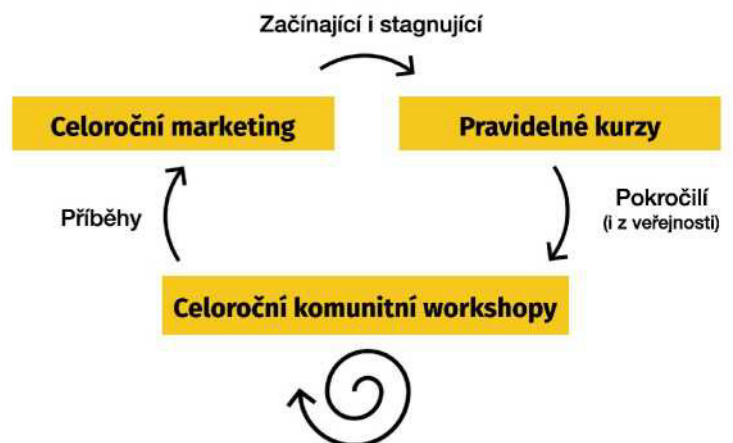 Začínající i stagnující
Celoroční marketing
Pravidelné kurzy
Příběhy
Pokročilí
(i z veřejnosti)
Celoroční komunitní workshopy